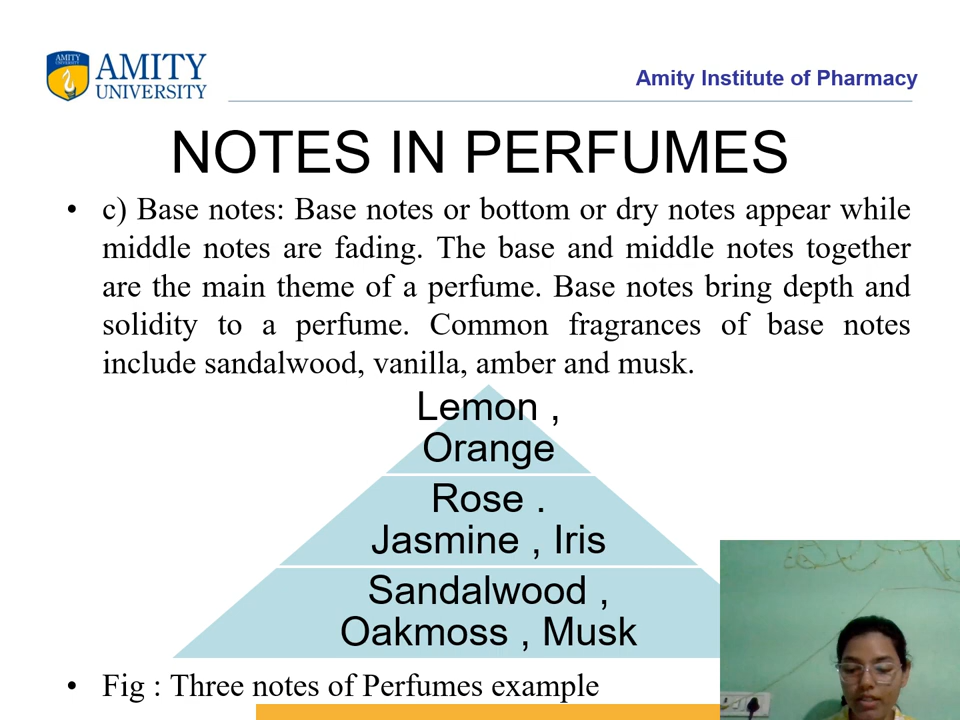 AMITY
AMITY
UNIVERSITY
Amity Institute of Pharmacy
NOTES IN PERFUMES
• c) Base notes: Base notes or bottom or dry notes appear while
middle notes are fading. The base and middle notes together
are the main theme of a perfume. Base notes bring depth and
solidity to a perfume. Common fragrances of base notes
include sandalwood, vanilla, amber and musk.
Lemon ,
Orange
Rose .
Jasmine , Iris
Sandalwood ,
Oakmoss , Musk
• Fig : Three notes of Perfumes example